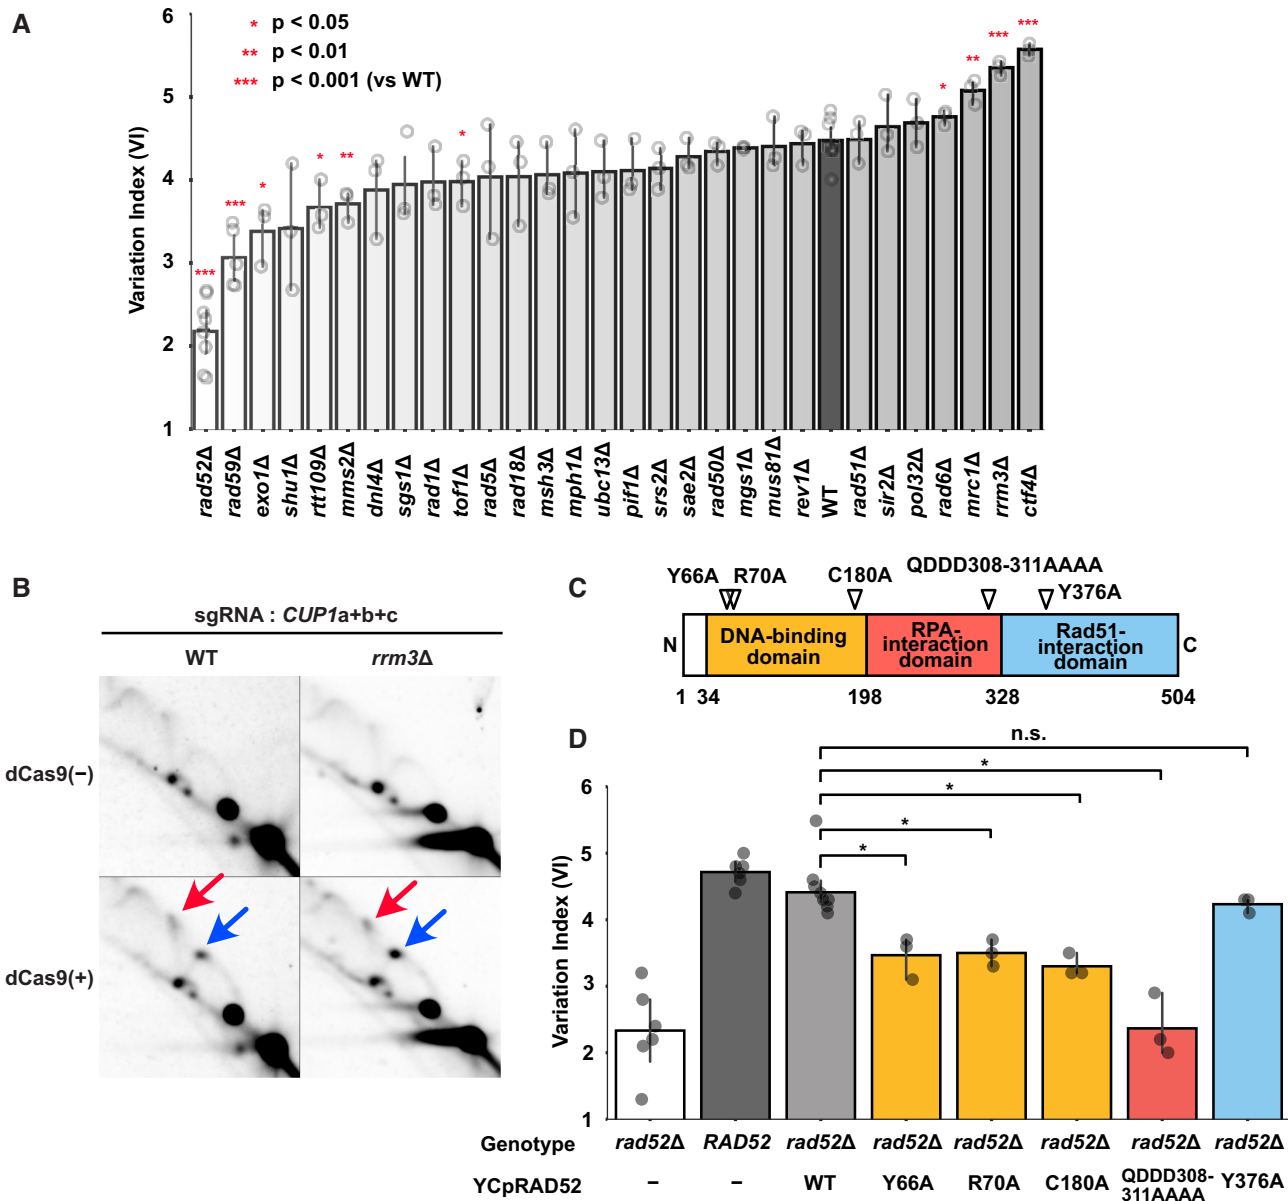 A
* p < 0.05
** p < 0.01
*** p < 0.001 (vs WT)
Variation Index (VI)
6
5
4
3
2
1
*** *** * * ** * * ** *** ***
rad52Δ rad59Δ exo1Δ shu1Δ rtt109Δ mms2Δ dnl4Δ sgs1Δ rad1Δ tof1Δ rad5Δ rad18Δ msh3Δ mph1Δ ubc13Δ pif1Δ srs2Δ sae2Δ rad50Δ mgs1Δ mus81Δ rev1Δ WT rad51Δ sir2Δ pol32Δ rad6Δ mrc1Δ rrm3Δ ctf4Δ
B
sgRNA : CUP1a+b+c
WT rrm3Δ
dCas9(−)
dCas9(+)
C
Y66A R70A C180A QDDD308-311AAAA
Y376A
N
DNA-binding
domain
RPA-
interaction
domain
Rad51-
interaction
domain
C
1 34 198 328 504
D
n.s.
*
*
*
*
Variation Index (VI)
6
5
4
3
2
1
Genotype rad52Δ RAD52 rad52Δ rad52Δ rad52Δ rad52Δ rad52Δ rad52Δ
YCpRAD52 – – WT Y66A R70A C180A QDDD308-
311AAAA Y376A